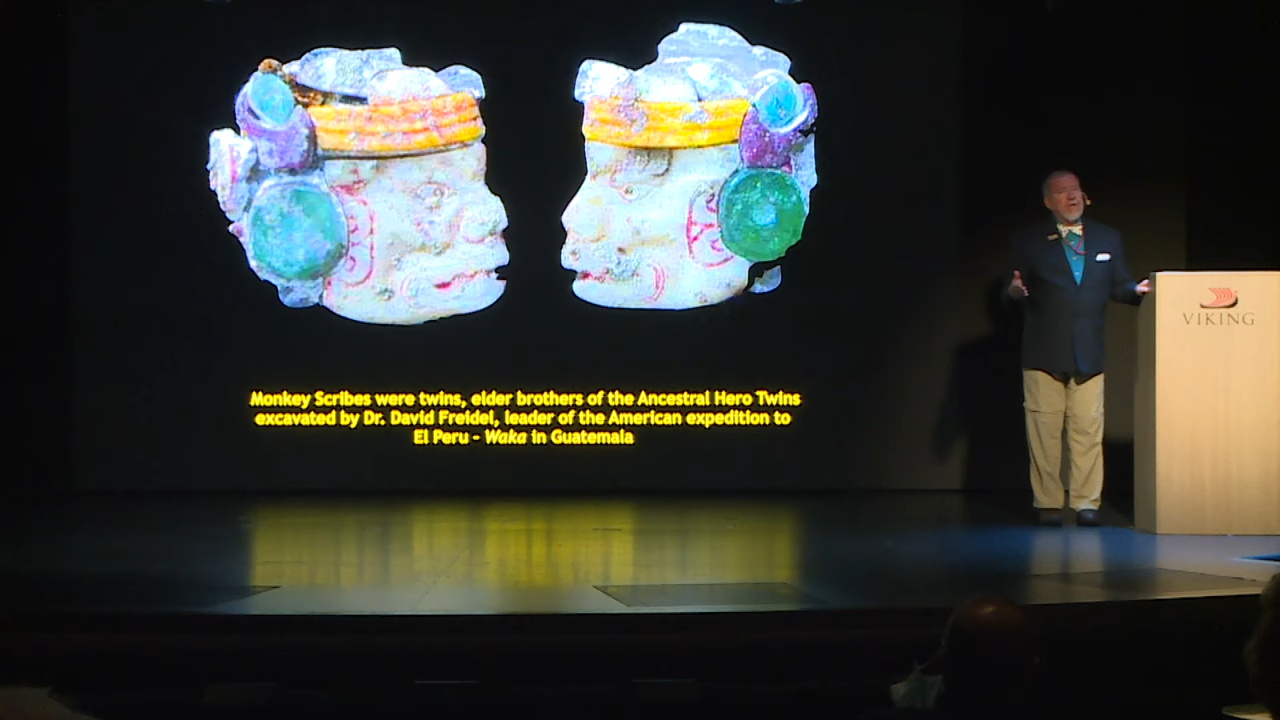 Monkey Scribes were twins, elder brothers of the Ancestral Hero Twins
excavated by Dr. David Freidel, leader of the American expedition to
El Peru - Waka in Guatemala
VIKING